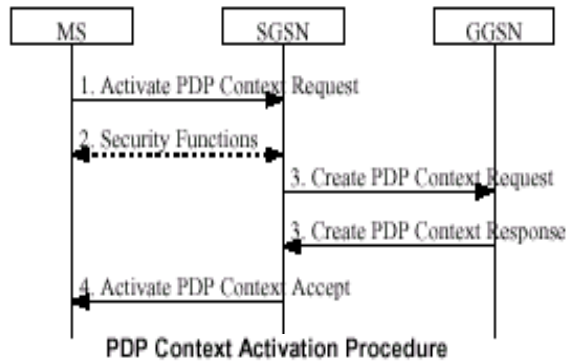 MS SGSN GGSN
1. Activate PDP Context Request
2. Security Functions
3. Create PDP Context Request
3. Create PDP Context Response
4. Activate PDP Context Accept
PDP Context Activation Procedure